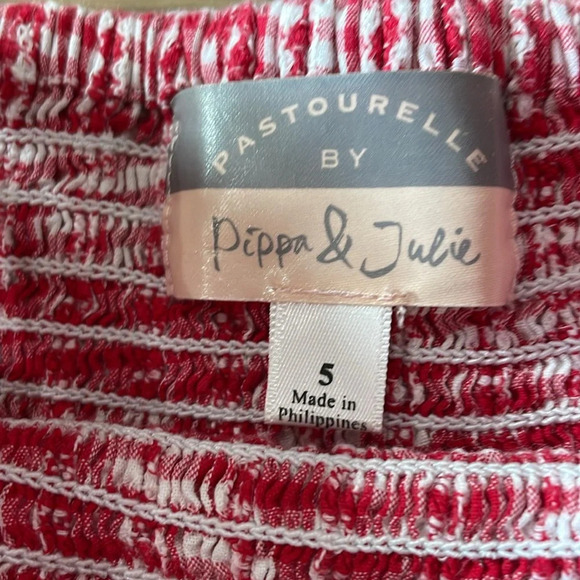 PASTOURELLE
BY
Pippa & Julie
5
Made in
Philippines